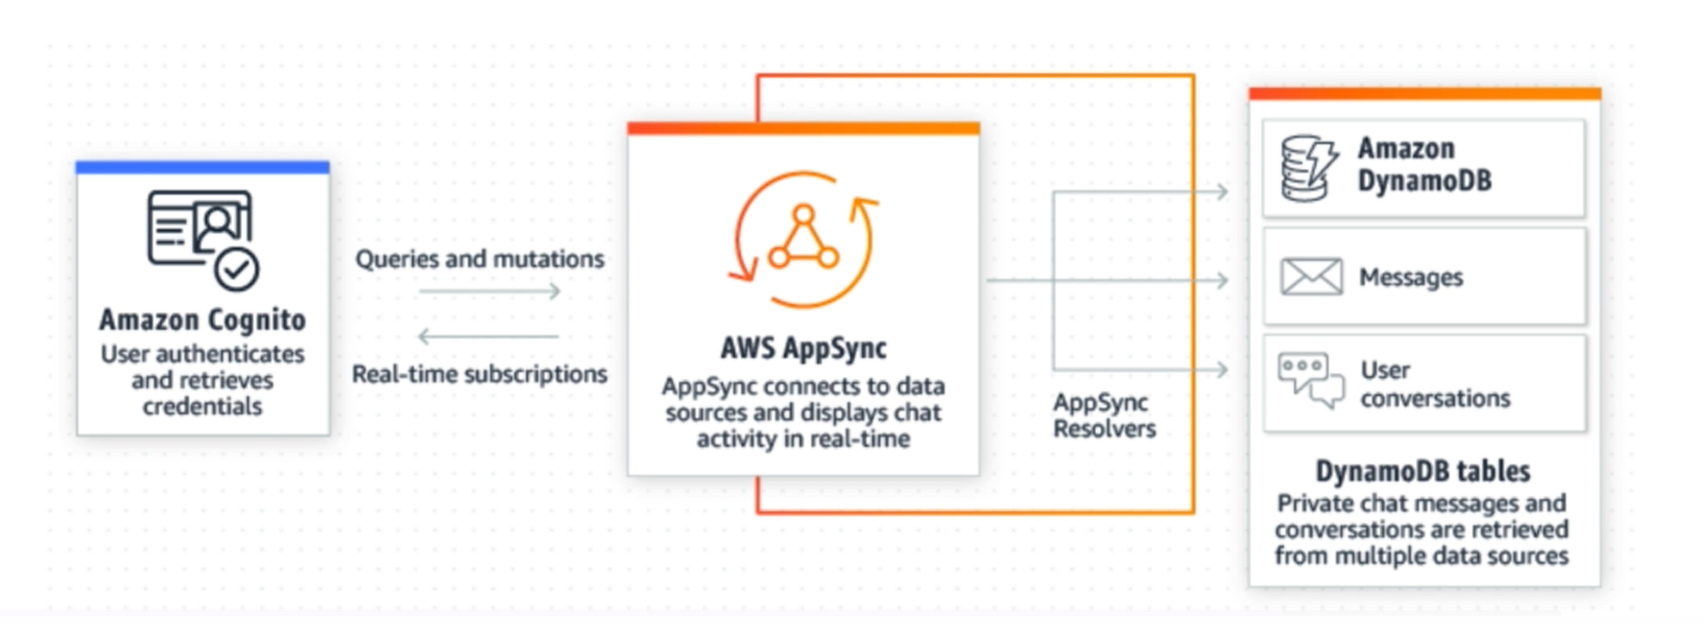 Amazon Cognito
User authenticates
and retrieves
credentials
Queries and mutations
Real-time subscriptions
AWS AppSync
AppSync connects to data
sources and displays chat
activity in real-time
AppSync
Resolvers
Amazon
DynamoDB
Messages
User
conversations
DynamoDB tables
Private chat messages and
conversations are retrieved
from multiple data sources